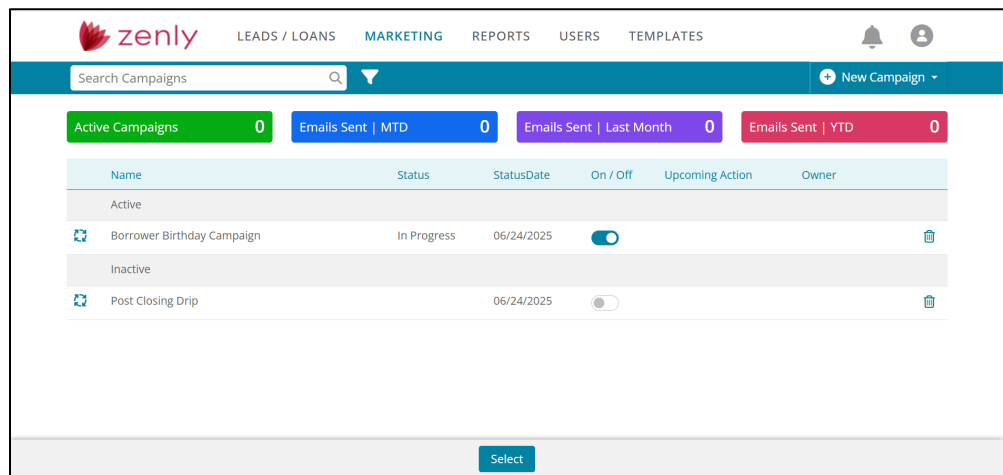 zenly LEADS / LOANS MARKETING REPORTS USERS TEMPLATES
Search Campaigns New Campaign
Active Campaigns 0 Emails Sent | MTD 0 Emails Sent | Last Month 0 Emails Sent | YTD 0
Name Status StatusDate On / Off Upcoming Action Owner
Active
Borrower Birthday Campaign In Progress 06/24/2025
Inactive
Post Closing Drip 06/24/2025
Select